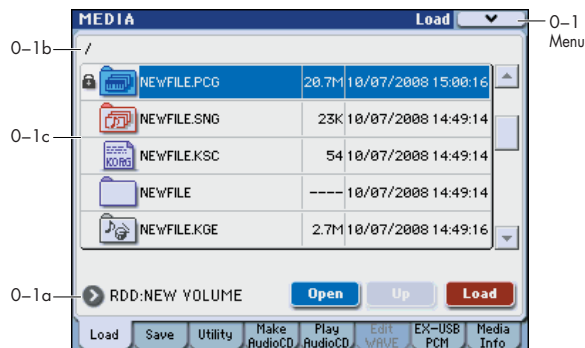 MEDIA Load
0–1
Menu
0–1b
/
NEWFILE.PCG 20.7M 10/07/2008 15:00:16
NEWFILE.SNG 23K 10/07/2008 14:49:14
0–1c
KORG NEWFILE.KSC 54 10/07/2008 14:49:14
NEWFILE ---- 10/07/2008 14:49:14
NEWFILE.KGE 2.7M 10/07/2008 14:49:16
0–1a
RDD:NEW VOLUME Open Up Load
Load Save Utility Make AudioCD Play AudioCD Edit WAVE EX-USB PCM Media Info